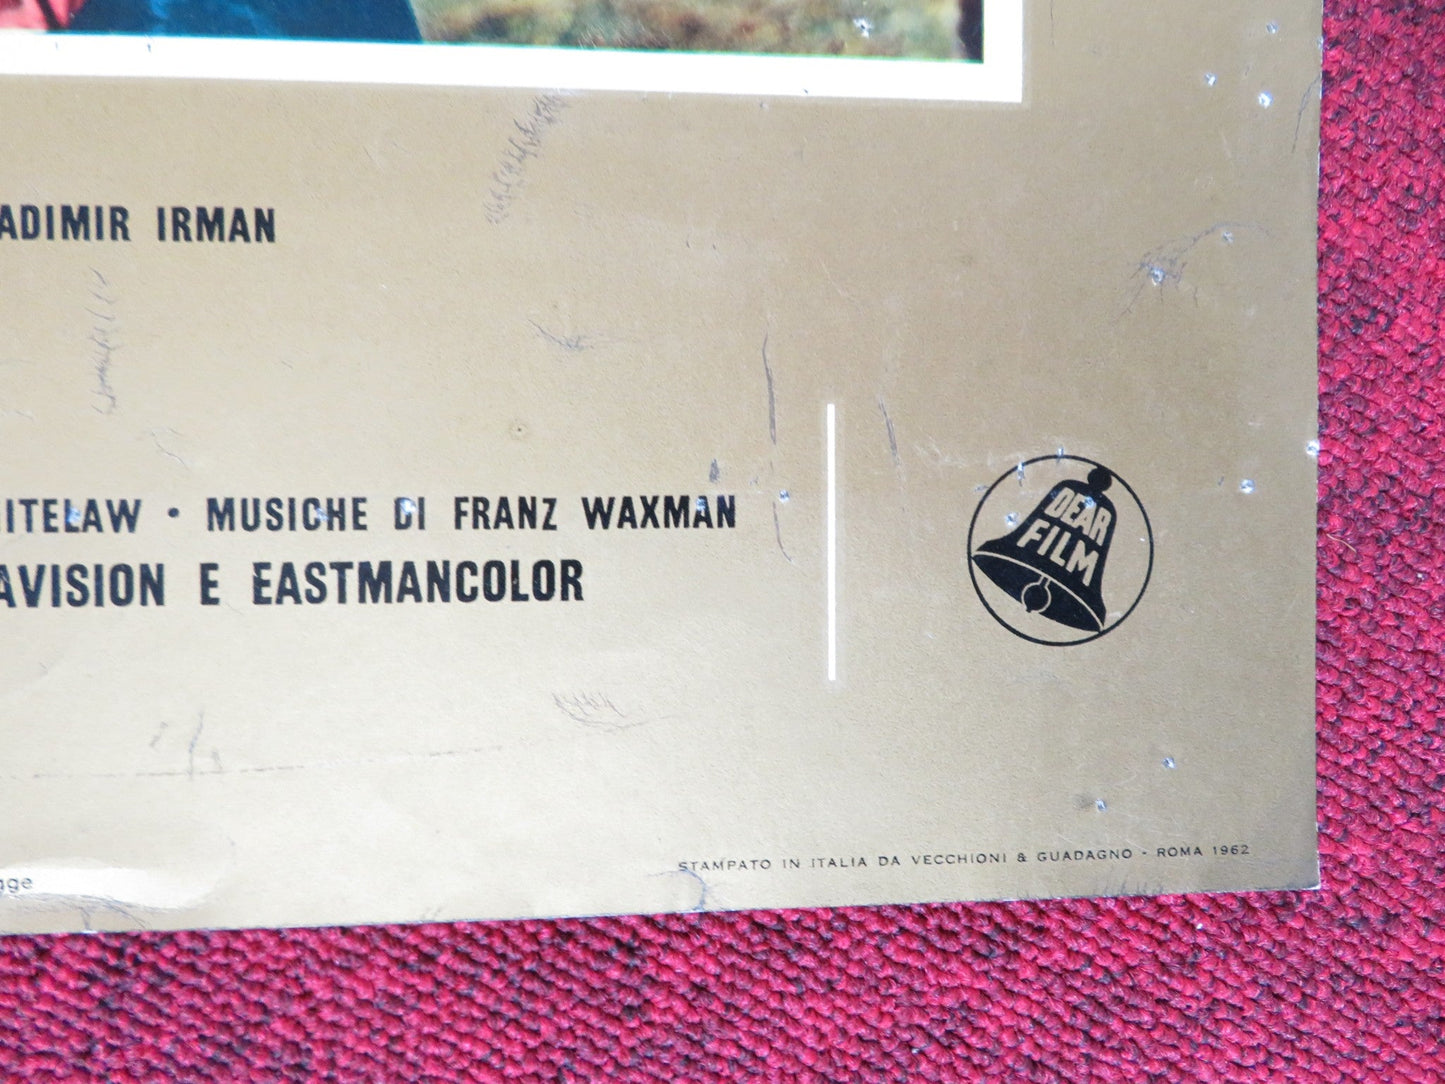 ADIMIR IRMAN
ITELAW • MUSICHE DI FRANZ WAXMAN
AVISION E EASTMANCOLOR
DEAR
FILM
STAMPATO IN ITALIA DA VECCHIONI & GUADAGNO - ROMA 1962
gge